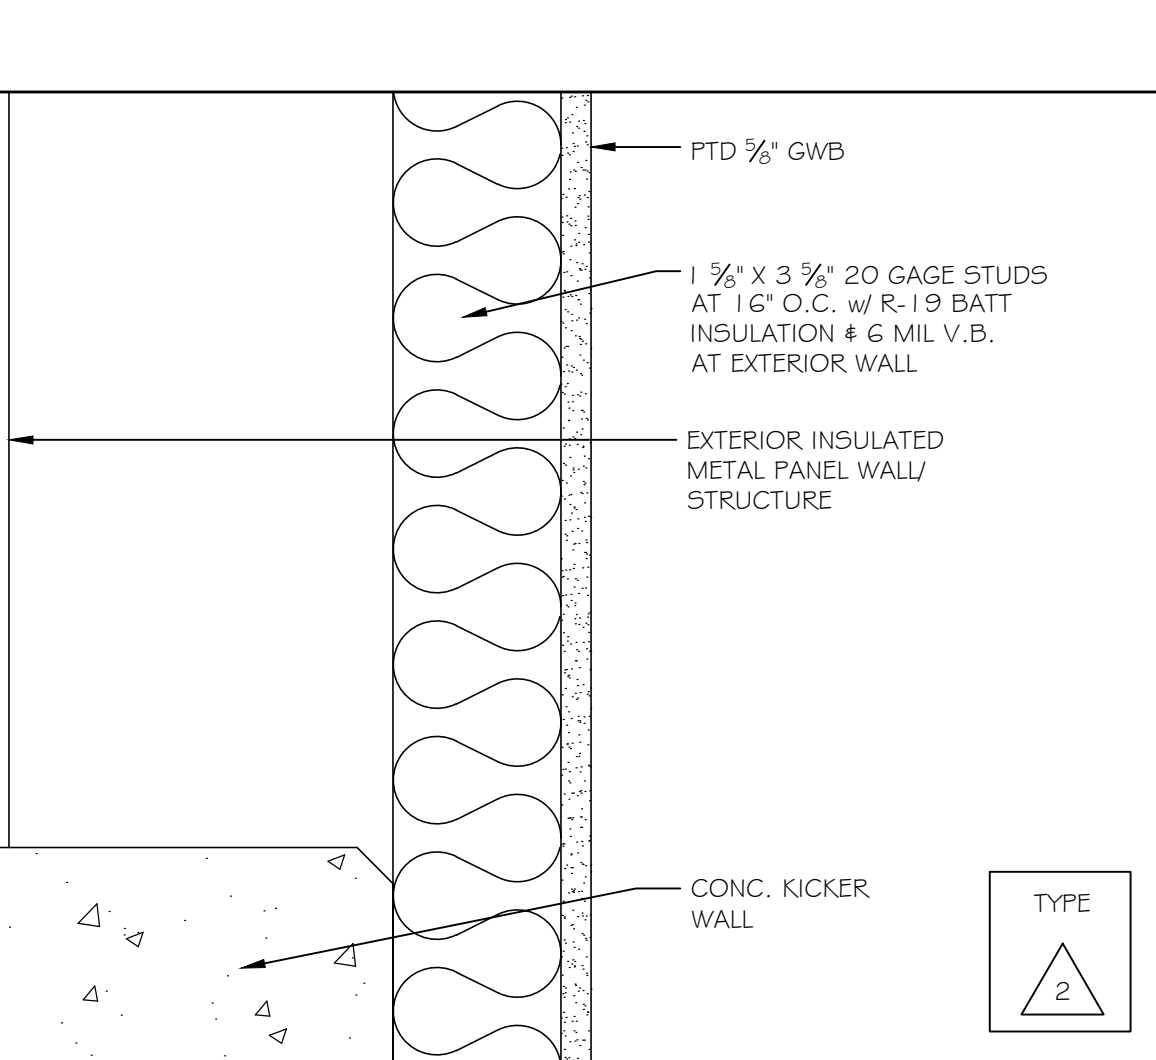 PTD 5/8" GWB
1 5/8" X 3 5/8" 20 GAGE STUDS
AT 16" O.C. w/ R-19 BATT
INSULATION & 6 MIL V.B.
AT EXTERIOR WALL
EXTERIOR INSULATED
METAL PANEL WALL/
STRUCTURE
CONC. KICKER
WALL
TYPE
2